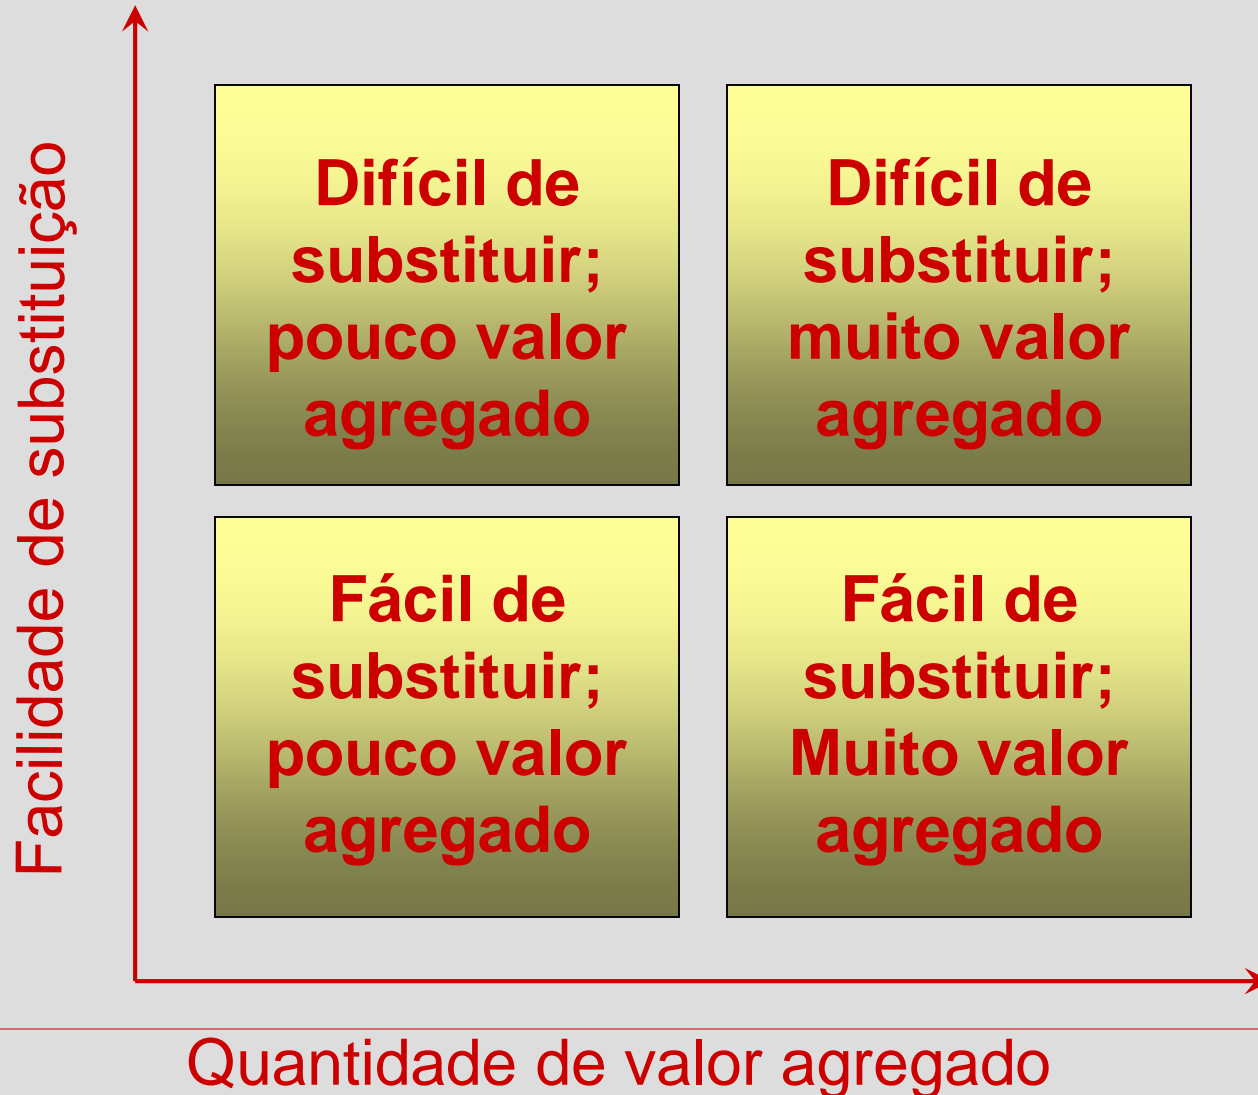 Facilidade de substituição
Difícil de
substituir;
pouco valor
agregado
Difícil de
substituir;
muito valor
agregado
Fácil de
substituir;
pouco valor
agregado
Fácil de
substituir;
Muito valor
agregado
Quantidade de valor agregado